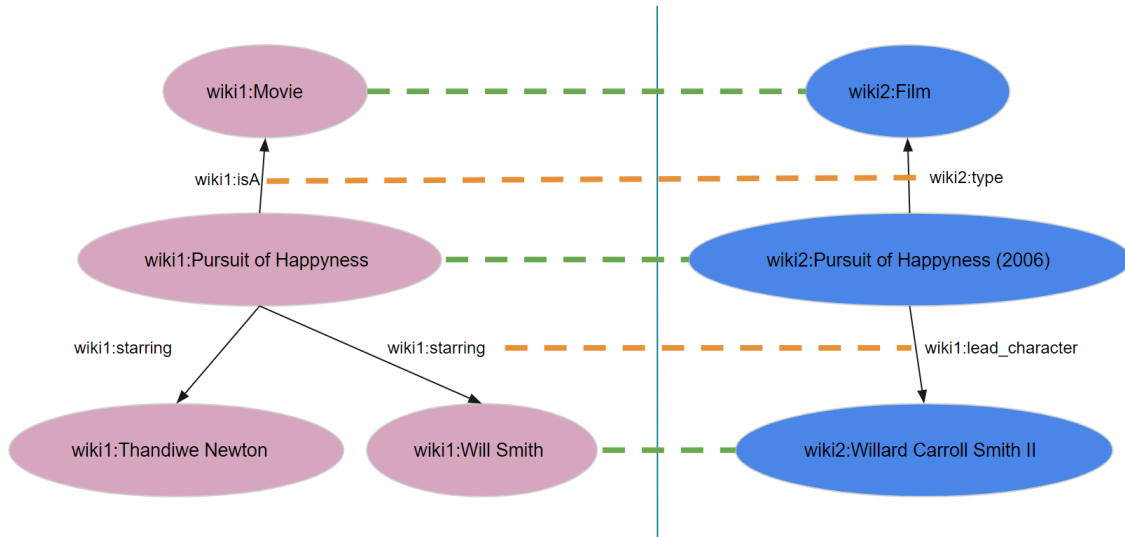 wiki1:Movie
wiki2:Film
wiki1:isA
wiki2:type
wiki1:Pursuit of Happyness
wiki2:Pursuit of Happyness (2006)
wiki1:starring
wiki1:starring
wiki1:lead_character
wiki1:Thandiwe Newton
wiki1:Will Smith
wiki2:Willard Carroll Smith II